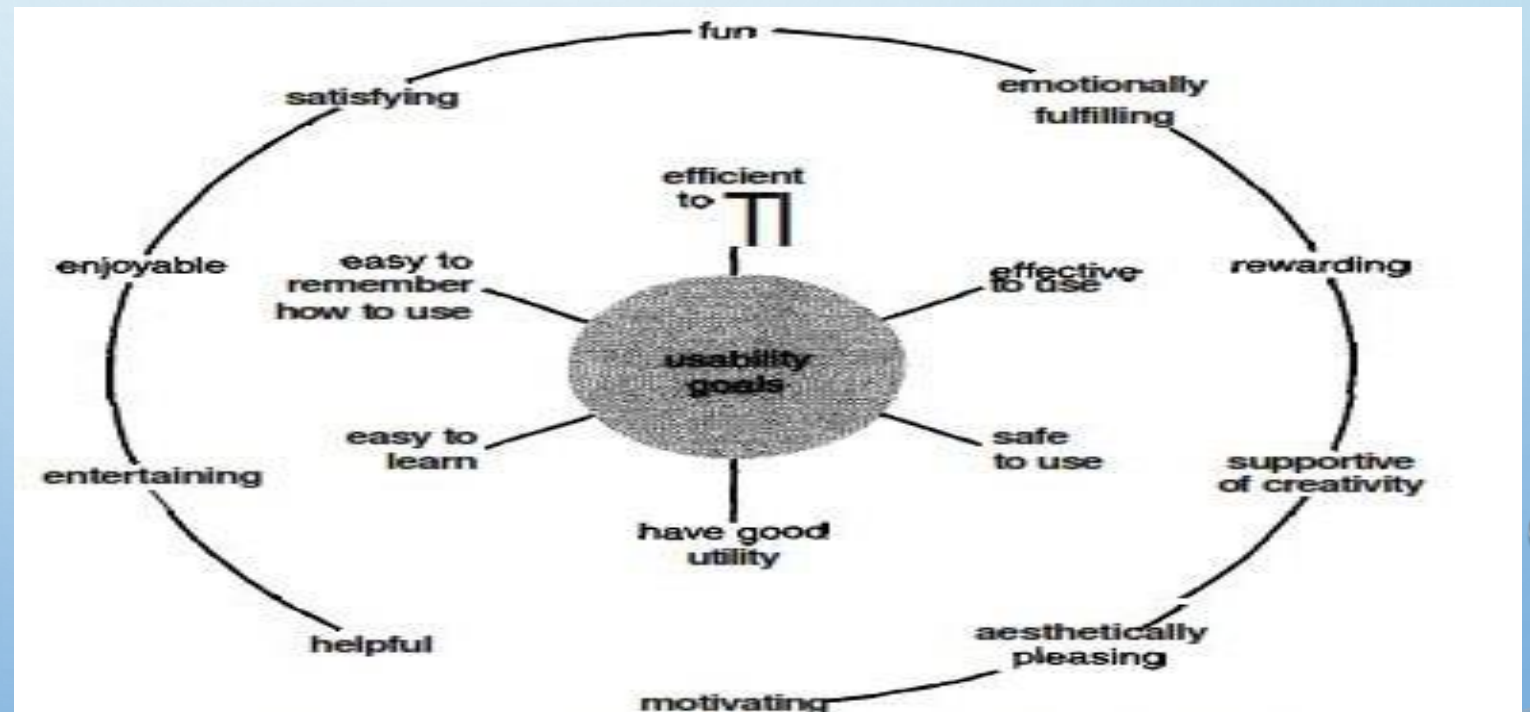 fun
satisfying
emotionally
fulfilling
efficient
to
enjoyable
easy to
remember
how to use
effective
to use
rewarding
usability
goals
easy to
learn
safe
to use
entertaining
supportive
of creativity
have good
utility
helpful
aesthetically
pleasing
motivating